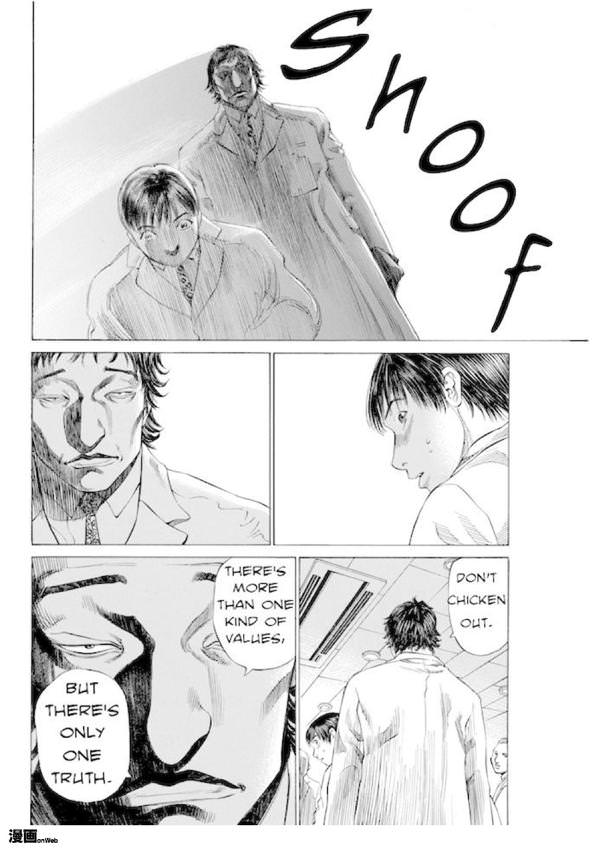 Shoof
DON'T
CHICKEN
OUT.
THERE'S
MORE
THAN ONE
KIND OF
VALUES,
BUT
THERE'S
ONLY
ONE
TRUTH.
漫画onWeb